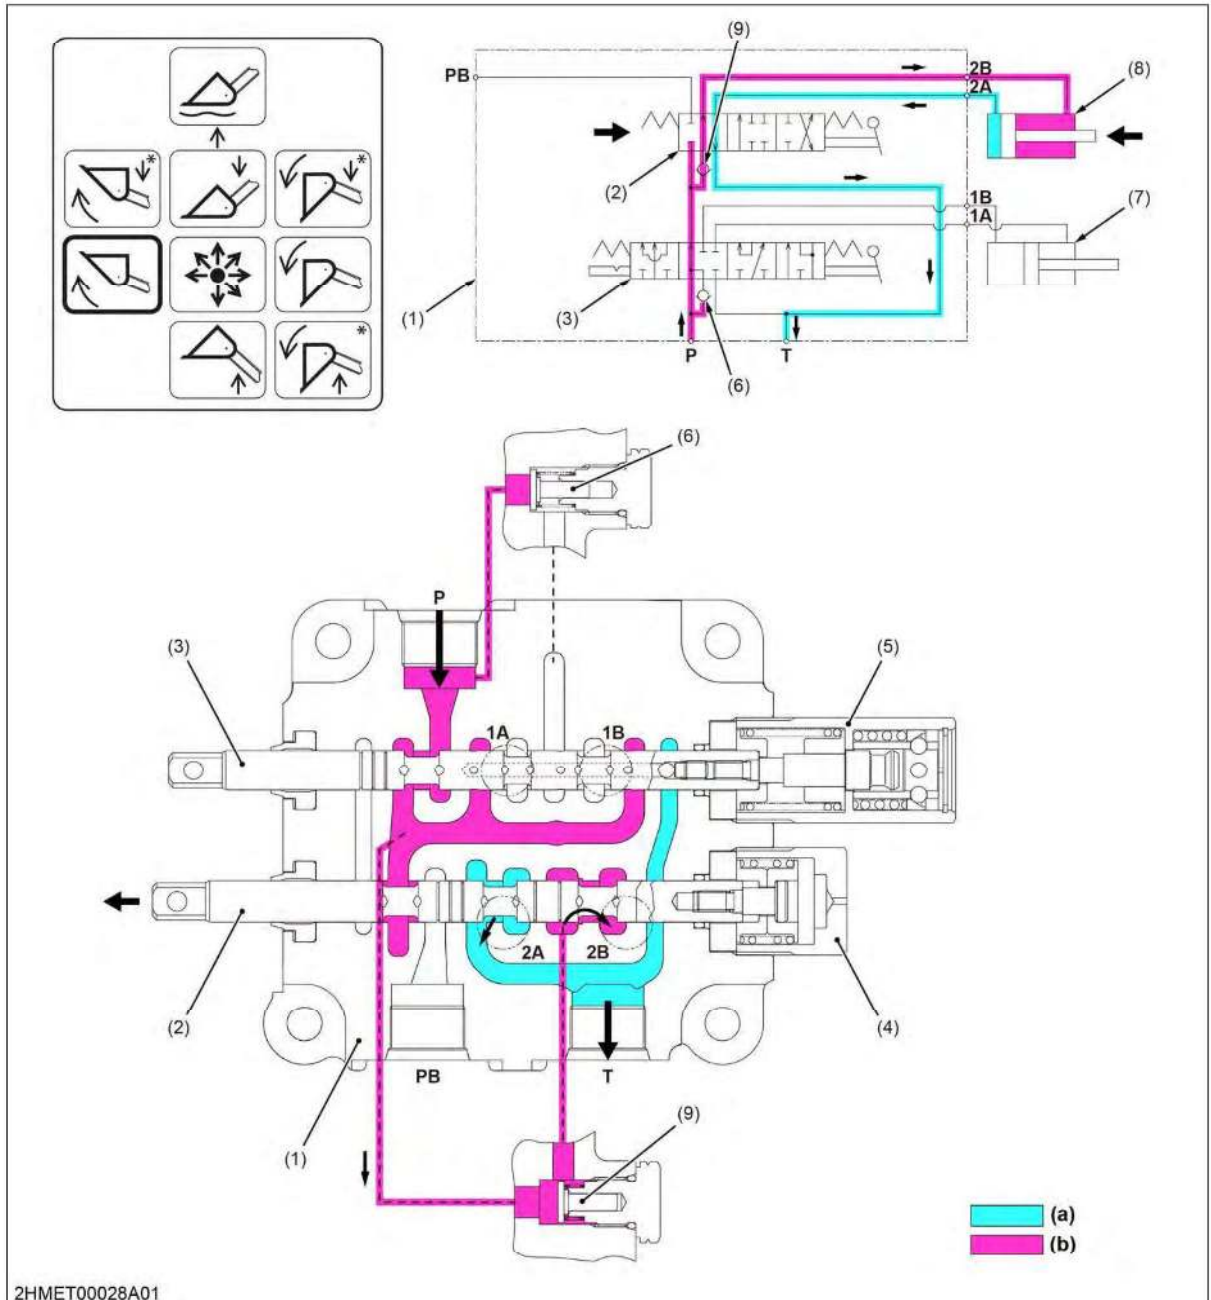 *
*
*
(9)
PB
2B
2A
(8)
(2)
1B
1A
(7)
(1)
(3)
P
T
(6)
(6)
P
(3)
(5)
1A
1B
2A
2B
(2)
(4)
PB
T
(1)
(9)
(a)
(b)
2HMET00028A01